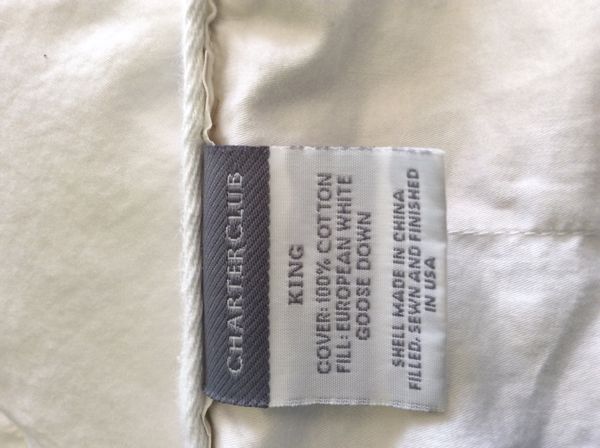 CHARTER CLUB
KING
COVER: 100% COTTON
FILL: EUROPEAN WHITE
GOOSE DOWN
SHELL MADE IN CHINA
FILLED, SEWN AND FINISHED
IN USA